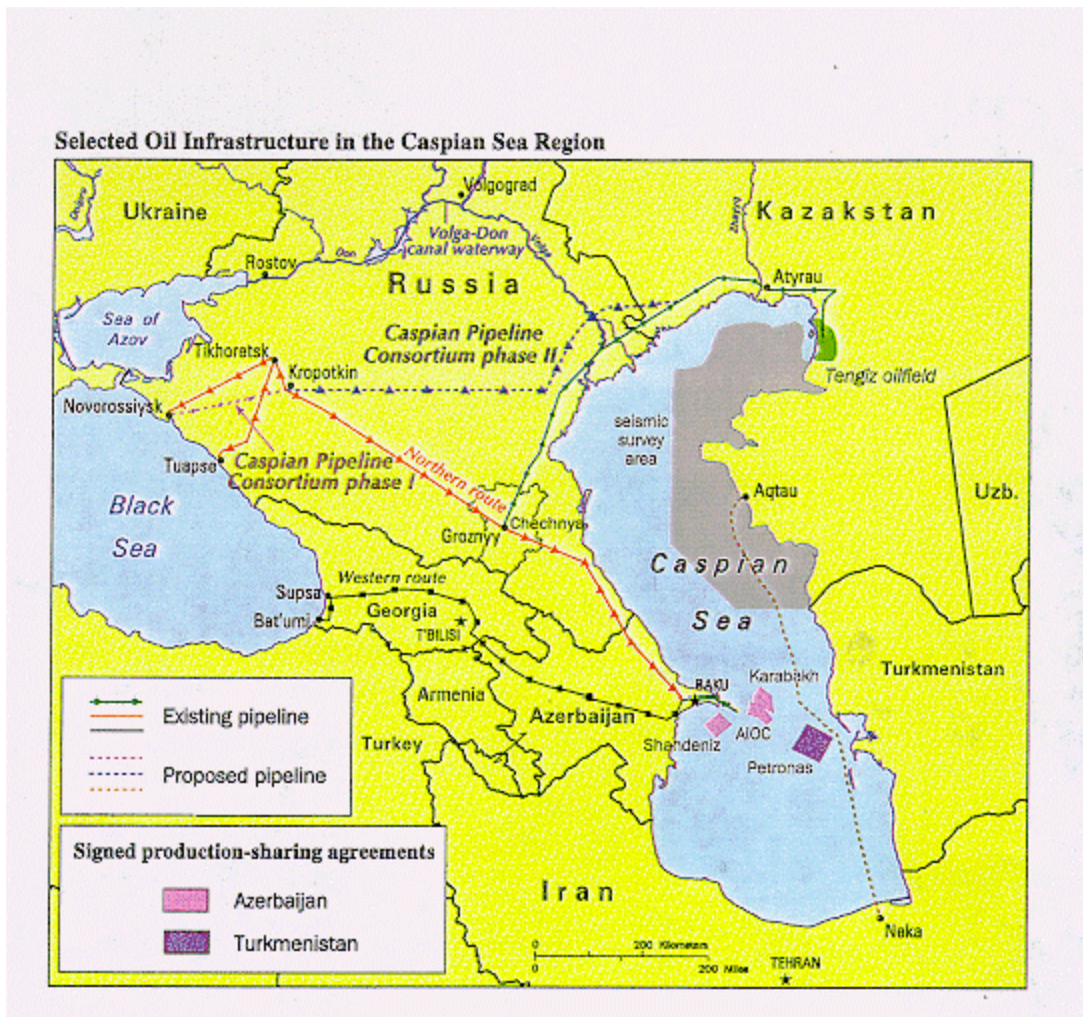 Selected Oil Infrastructure in the Caspian Sea Region
Volgograd
Ukraine
Kazakstan
Volga-Don
canal waterway
Don
Volga
Rostov
Russia
Atyrau
Sea of
Azov
Caspian Pipeline
Consortium phase II
Tikhoretsk
Kropotkin
Tengiz oilfield
Novorossiysk
seismic
survey
area
Northern route
Tuapse
Caspian Pipeline
Consortium phase I
Uzb.
Aqtau
Black
Sea
Chechnya
Groznyy
Caspian
Sea
Western route
Supsa
Georgia
Bat'umi
T'BILISI
Turkmenistan
Karabakh
BAKU
Armenia
Azerbaijan
AIOC
Shahdeniz
Turkey
Petronas
Existing pipeline
Proposed pipeline
Signed production-sharing agreements
Azerbaijan
Turkmenistan
Iran
Neka
0 200 Kilometers
0 200 Miles
TEHRAN